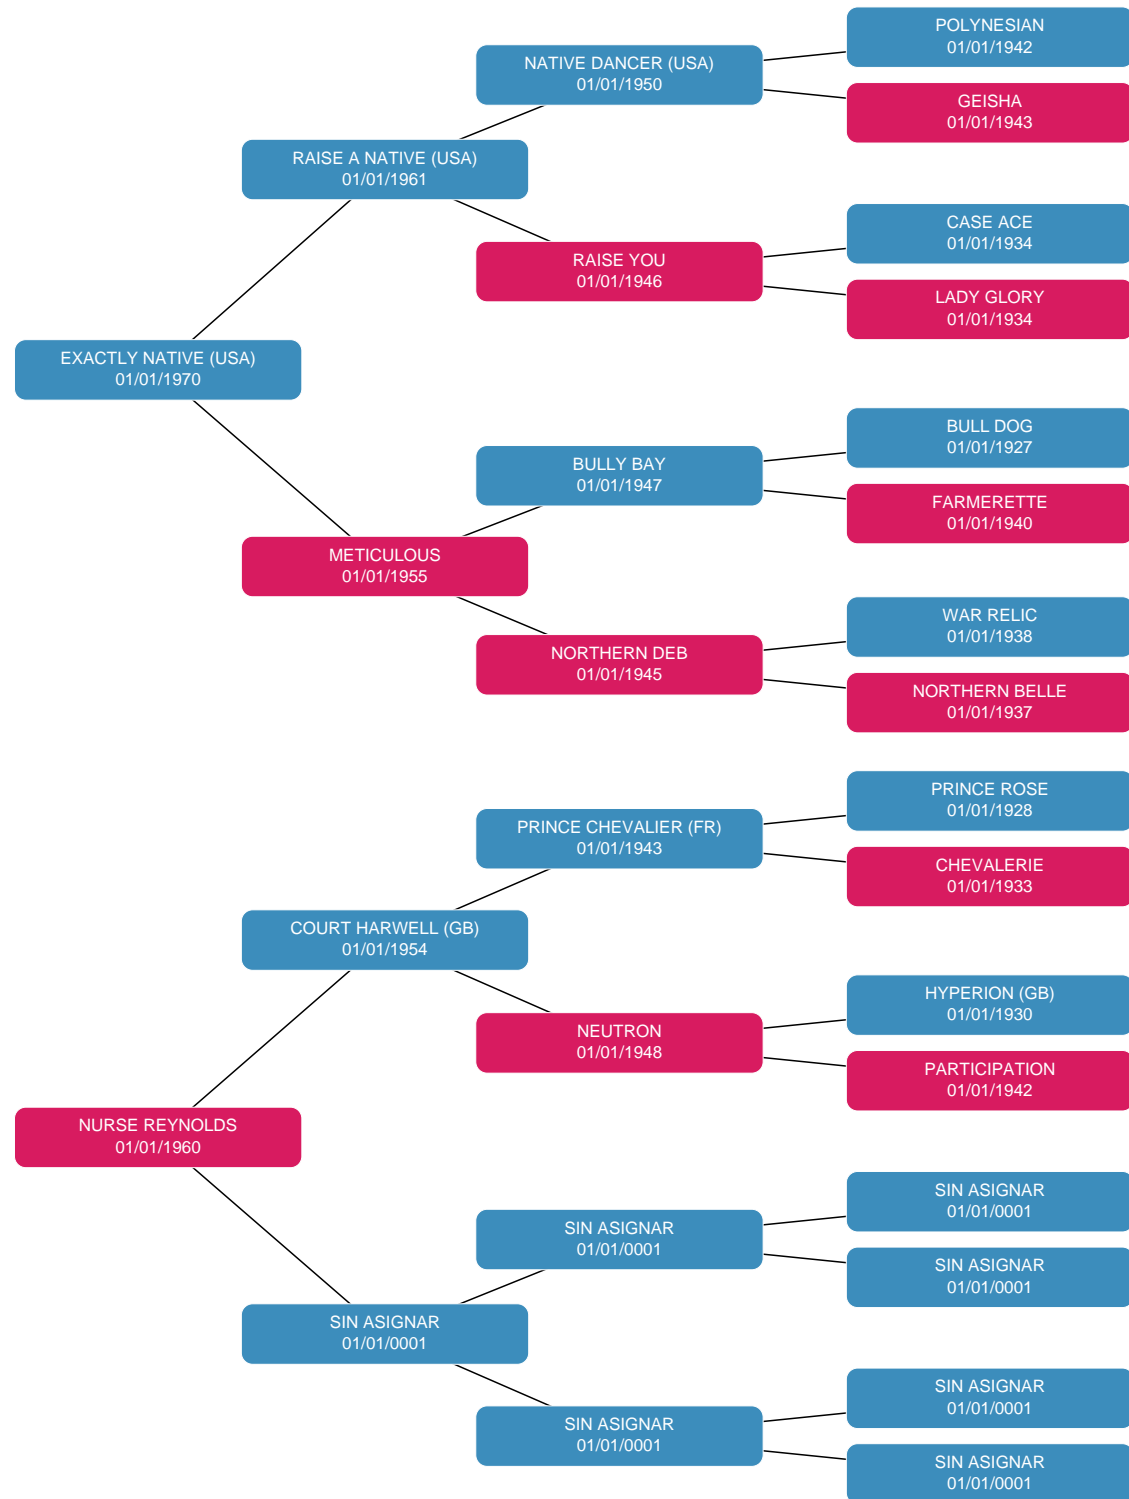 POLYNESIAN
01/01/1942
NATIVE DANCER (USA)
01/01/1950
GEISHA
01/01/1943
RAISE A NATIVE (USA)
01/01/1961
CASE ACE
01/01/1934
RAISE YOU
01/01/1946
LADY GLORY
01/01/1934
EXACTLY NATIVE (USA)
01/01/1970
BULL DOG
01/01/1927
BULLY BAY
01/01/1947
FARMERETTE
01/01/1940
METICULOUS
01/01/1955
WAR RELIC
01/01/1938
NORTHERN DEB
01/01/1945
NORTHERN BELLE
01/01/1937
PRINCE ROSE
01/01/1928
PRINCE CHEVALIER (FR)
01/01/1943
CHEVALERIE
01/01/1933
COURT HARWELL (GB)
01/01/1954
HYPERION (GB)
01/01/1930
NEUTRON
01/01/1948
PARTICIPATION
01/01/1942
NURSE REYNOLDS
01/01/1960
SIN ASIGNAR
01/01/0001
SIN ASIGNAR
01/01/0001
SIN ASIGNAR
01/01/0001
SIN ASIGNAR
01/01/0001
SIN ASIGNAR
01/01/0001
SIN ASIGNAR
01/01/0001
SIN ASIGNAR
01/01/0001